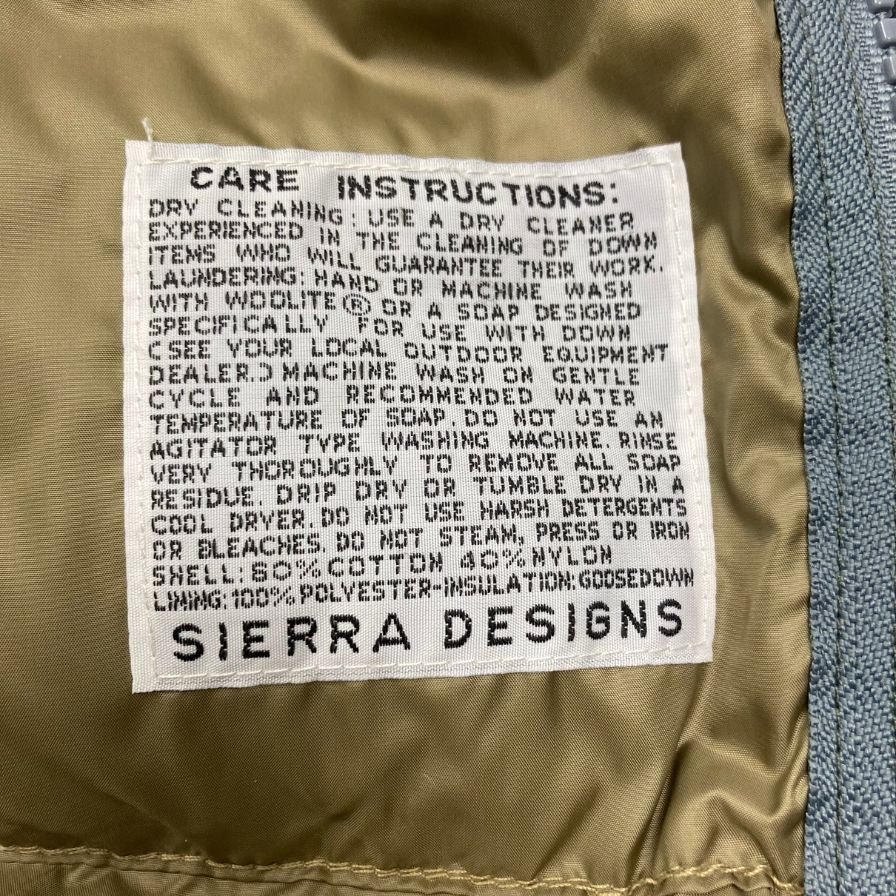 CARE INSTRUCTIONS:
DRY CLEANING: USE A DRY CLEANER
EXPERIENCED IN THE CLEANING OF DOWN
ITEMS WHO WILL GUARANTEE THEIR WORK.
LAUNDERING: HAND OR MACHINE WASH
WITH WOOLITE® OR A SOAP DESIGNED
SPECIFICALLY FOR USE WITH DOWN
(SEE YOUR LOCAL OUTDOOR EQUIPMENT
DEALER.) MACHINE WASH ON GENTLE
CYCLE AND RECOMMENDED WATER
TEMPERATURE OF SOAP. DO NOT USE AN
AGITATOR TYPE WASHING MACHINE. RINSE
VERY THOROUGHLY TO REMOVE ALL SOAP
RESIDUE. DRIP DRY OR TUMBLE DRY IN A
COOL DRYER. DO NOT USE HARSH DETERGENTS
OR BLEACHES. DO NOT STEAM, PRESS OR IRON
SHELL: 60% COTTON 40% NYLON
LINING: 100% POLYESTER-INSULATION: GOOSEDOWN
SIERRA DESIGNS